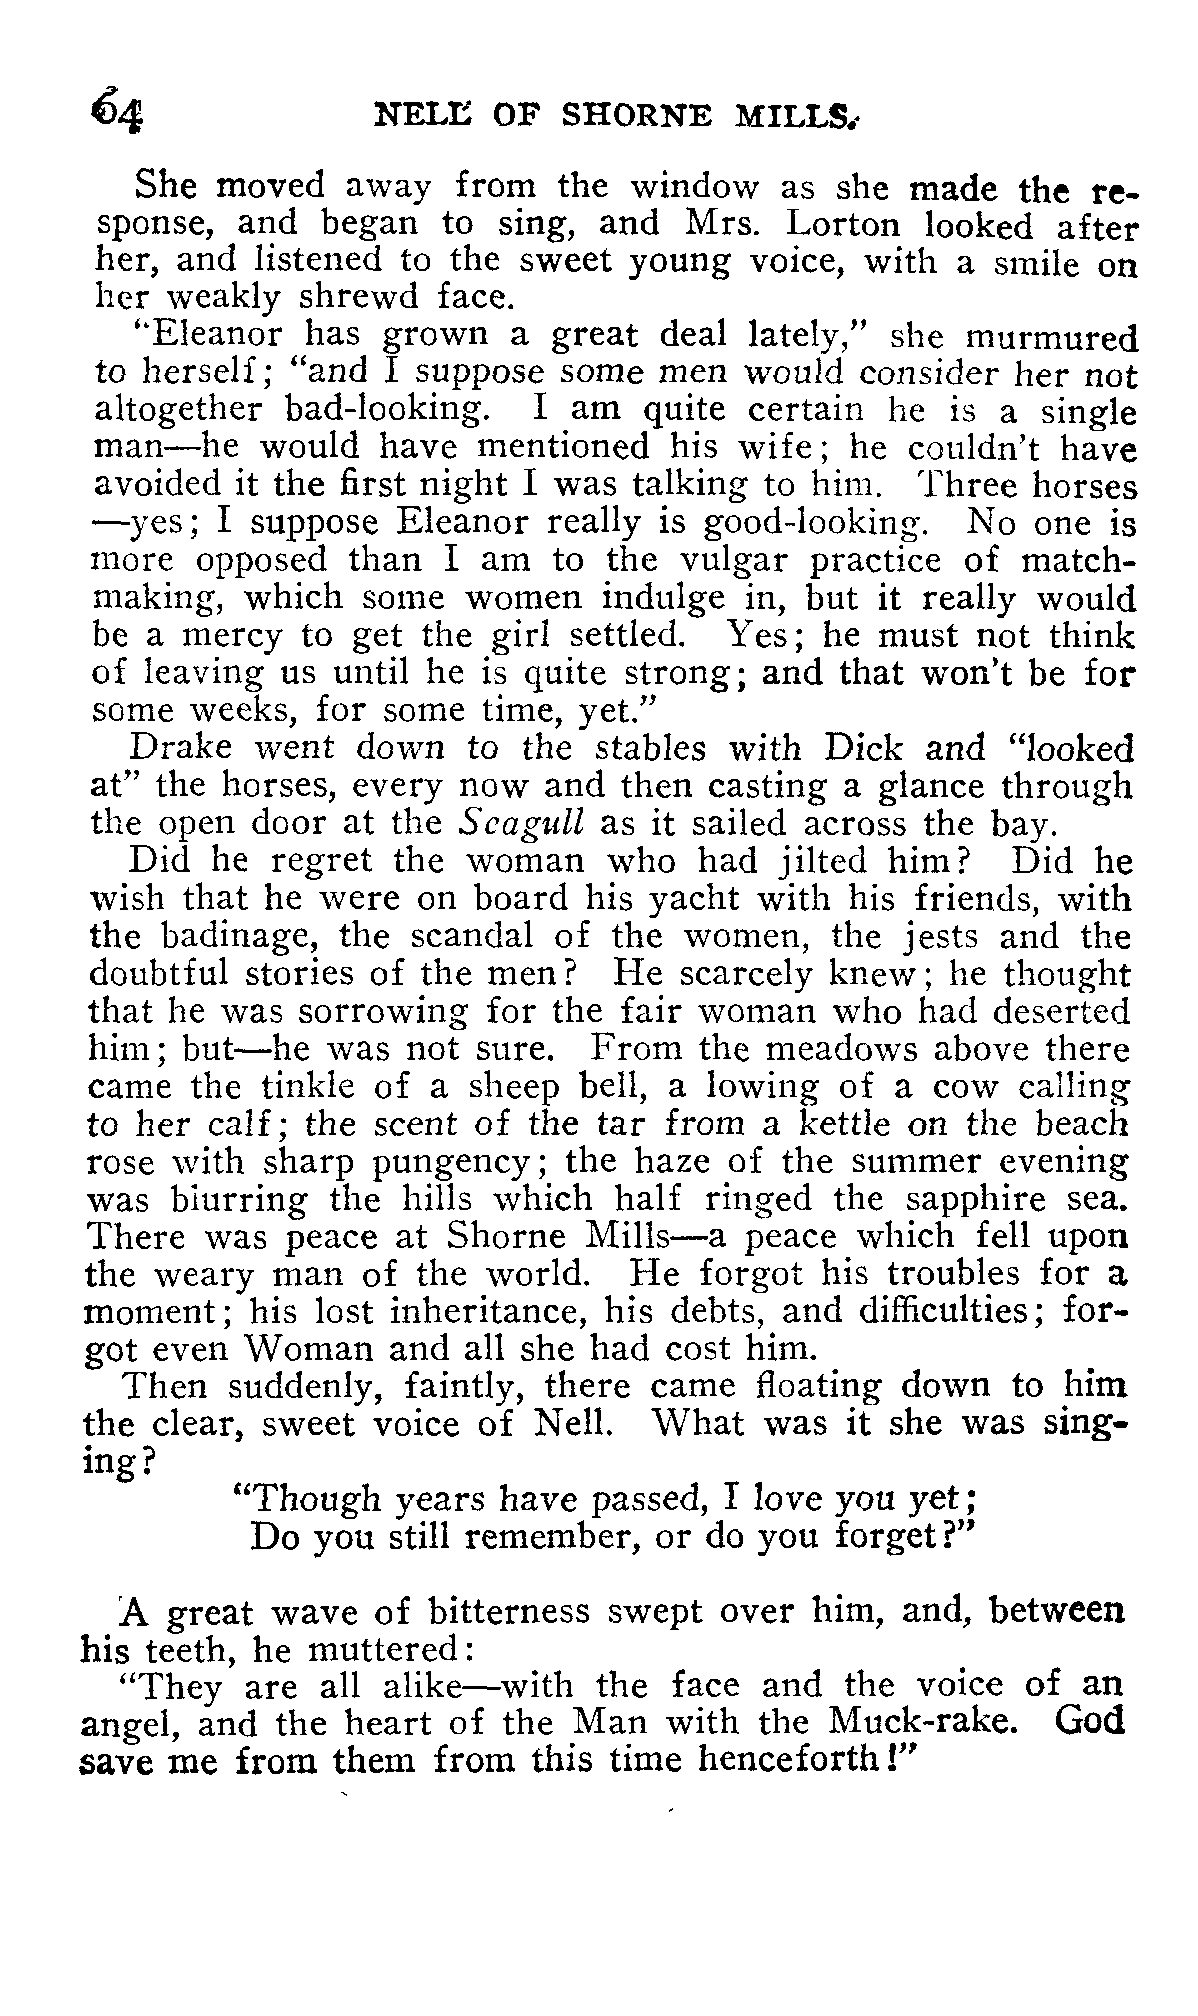 64 NELL OF SHORNE MILLS.
She moved away from the window as she made the re-
sponse, and began to sing, and Mrs. Lorton looked after
her, and listened to the sweet young voice, with a smile on
her weakly shrewd face.
"Eleanor has grown a great deal lately," she murmured
to herself; "and I suppose some men would consider her not
altogether bad-looking. I am quite certain he is a single
man—he would have mentioned his wife; he couldn't have
avoided it the first night I was talking to him. Three horses
—yes; I suppose Eleanor really is good-looking. No one is
more opposed than I am to the vulgar practice of match-
making, which some women indulge in, but it really would
be a mercy to get the girl settled. Yes; he must not think
of leaving us until he is quite strong; and that won't be for
some weeks, for some time, yet."
Drake went down to the stables with Dick and "looked
at" the horses, every now and then casting a glance through
the open door at the Seagull as it sailed across the bay.
Did he regret the woman who had jilted him? Did he
wish that he were on board his yacht with his friends, with
the badinage, the scandal of the women, the jests and the
doubtful stories of the men? He scarcely knew; he thought
that he was sorrowing for the fair woman who had deserted
him; but—he was not sure. From the meadows above there
came the tinkle of a sheep bell, a lowing of a cow calling
to her calf; the scent of the tar from a kettle on the beach
rose with sharp pungency; the haze of the summer evening
was blurring the hills which half ringed the sapphire sea.
There was peace at Shorne Mills—a peace which fell upon
the weary man of the world. He forgot his troubles for a
moment; his lost inheritance, his debts, and difficulties; for-
got even Woman and all she had cost him.
Then suddenly, faintly, there came floating down to him
the clear, sweet voice of Nell. What was it she was sing-
ing?
"Though years have passed, I love you yet;
Do you still remember, or do you forget?"
A great wave of bitterness swept over him, and, between
his teeth, he muttered:
"They are all alike—with the face and the voice of an
angel, and the heart of the Man with the Muck-rake. God
save me from them from this time henceforth!"